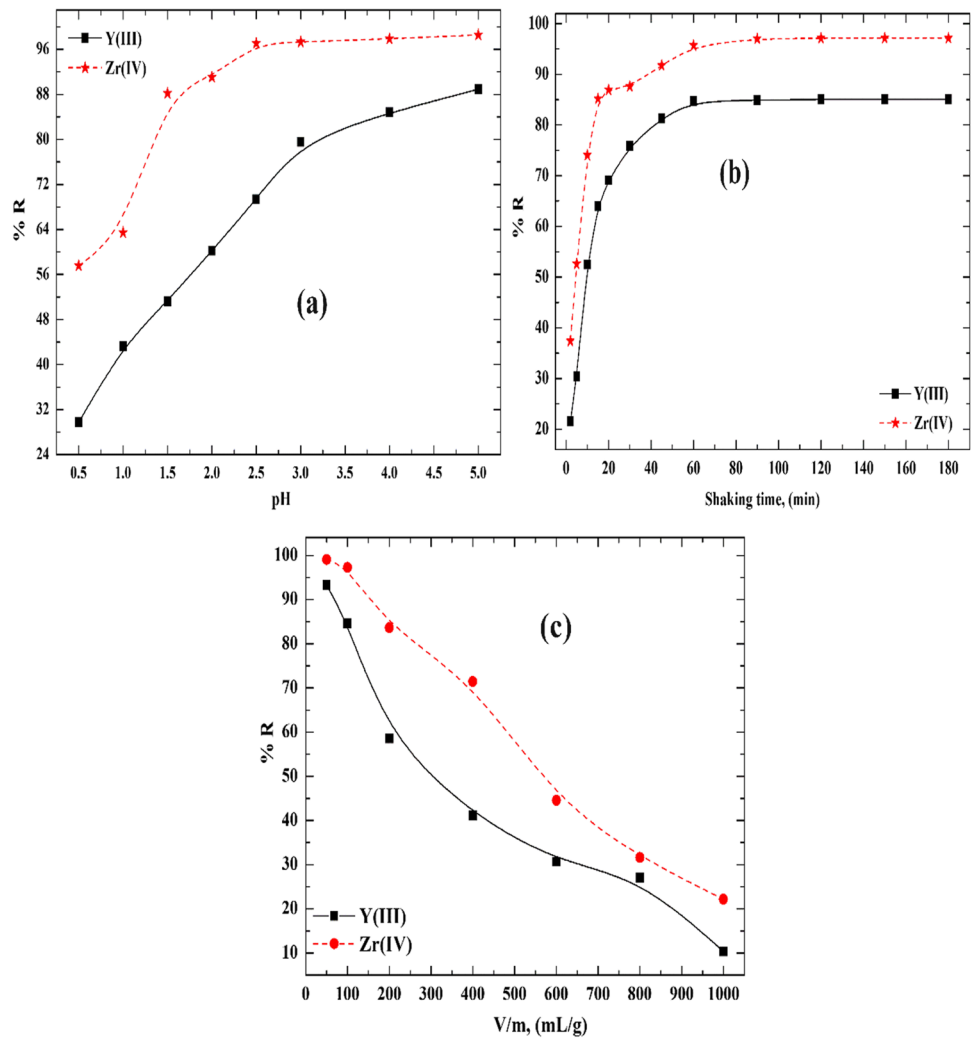 Y(III)
Zr(IV)
96
88
80
72
64
56
48
40
32
24
% R
(a)
0.5 1.0 1.5 2.0 2.5 3.0 3.5 4.0 4.5 5.0
pH
100
90
80
70
60
50
40
30
20
% R
(b)
Y(III)
Zr(IV)
0 20 40 60 80 100 120 140 160 180
Shaking time, (min)
100
90
80
70
60
50
40
30
20
10
% R
(c)
Y(III)
Zr(IV)
0 100 200 300 400 500 600 700 800 900 1000
V/m, (mL/g)